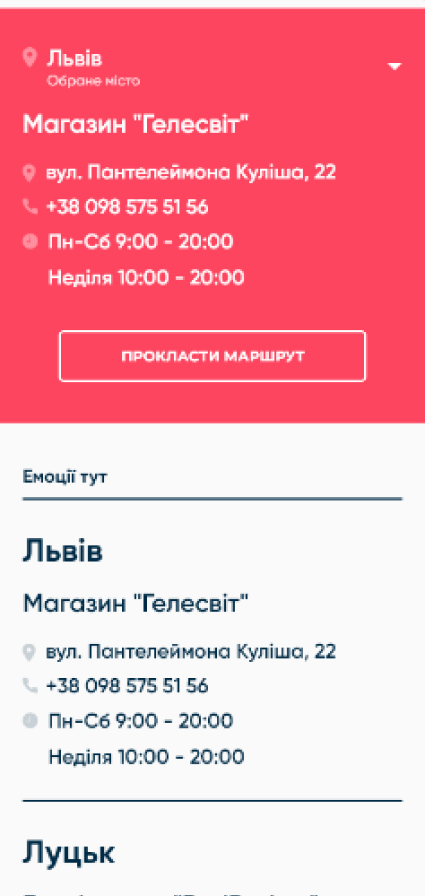 Львів
Обране місто
Магазин "Гелесвіт"
вул. Пантелеймона Куліша, 22
+38 098 575 51 56
Пн-Сб 9:00 - 20:00
Неділя 10:00 - 20:00
ПРОКЛАСТИ МАРШРУТ
Емоції тут
Львів
Магазин "Гелесвіт"
вул. Пантелеймона Куліша, 22
+38 098 575 51 56
Пн-Сб 9:00 - 20:00
Неділя 10:00 - 20:00
Луцьк